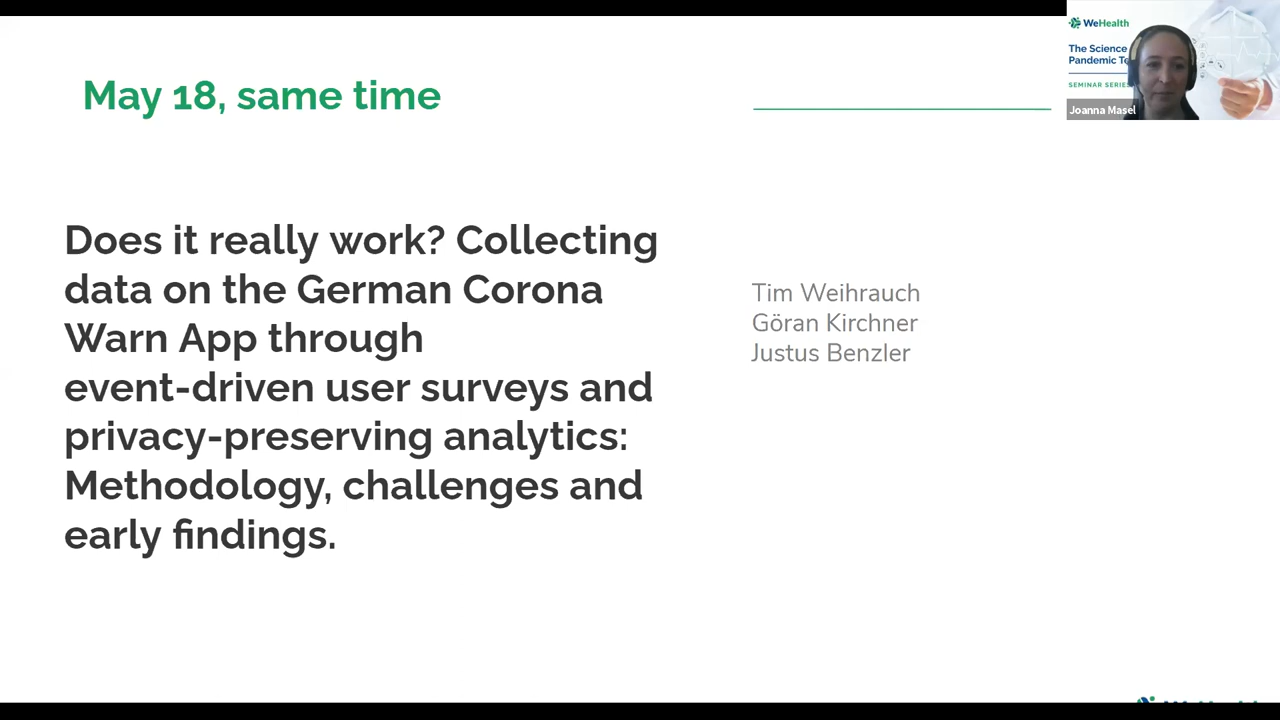 May 18, same time
Does it really work? Collecting
data on the German Corona
Warn App through
event-driven user surveys and
privacy-preserving analytics:
Methodology, challenges and
early findings.
Tim Weihrauch
Göran Kirchner
Justus Benzler
WeHealth
The Science
Pandemic Te
SEMINAR SERIES
Joanna Masel